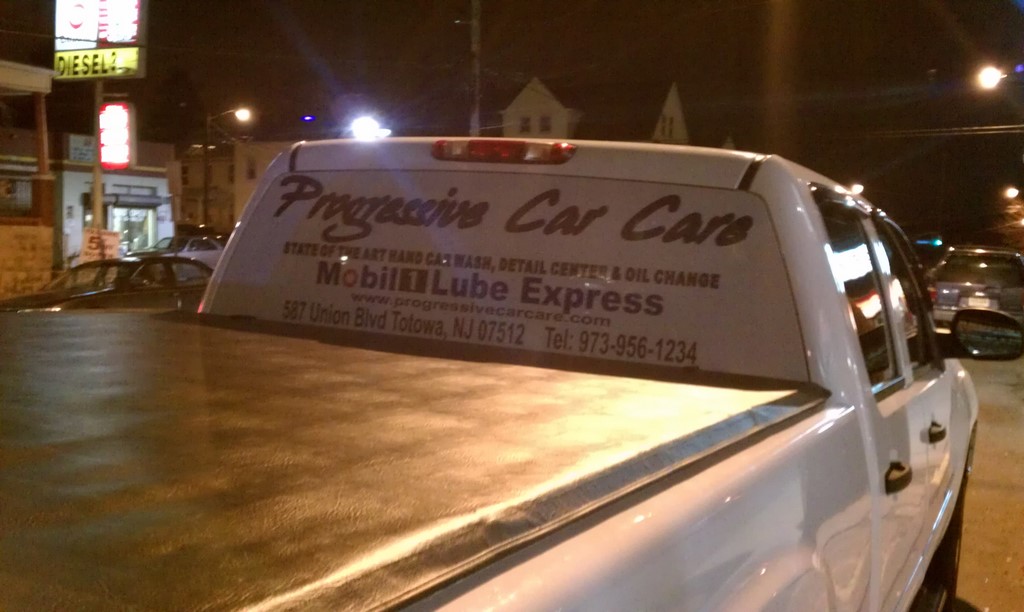 DIESEL
Progressive Car Care
STATE OF THE ART HAND CAR WASH, DETAIL CENTER & OIL CHANGE
Mobil 1 Lube Express
www.progressivecarcare.com
587 Union Blvd Totowa, NJ 07512 Tel: 973-956-1234